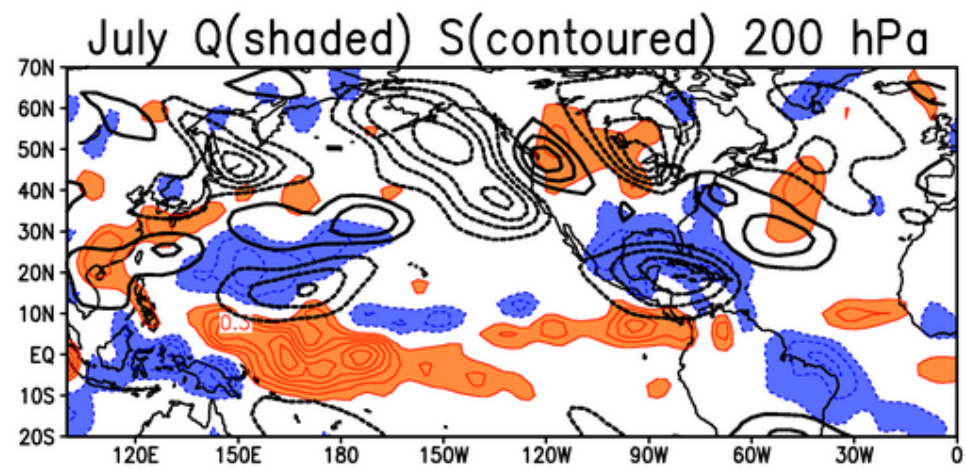 July Q(shaded) S(contoured) 200 hPa
70N
60N
50N
40N
30N
20N
10N
EQ
10S
20S
0.3
120E 150E 180 150W 120W 90W 60W 30W 0